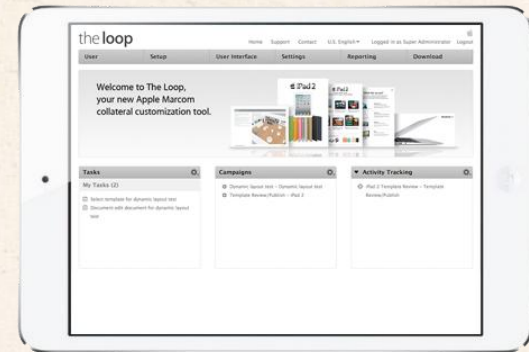 the loop
Home Support Contact U.S. English Logged in as Super Administrator Logout
User Setup User Interface Settings Reporting Download
Welcome to The Loop,
your new Apple Marcom
collateral customization tool.
iPad 2
iPad 2
Tasks
My Tasks (2)
Select template for dynamic layout test
Document edit document for dynamic layout
test
Campaigns
Dynamic layout test - Dynamic layout test
Template Review/Publish - iPad 2
Activity Tracking
iPad 2 Template Review - Template
Review/Publish